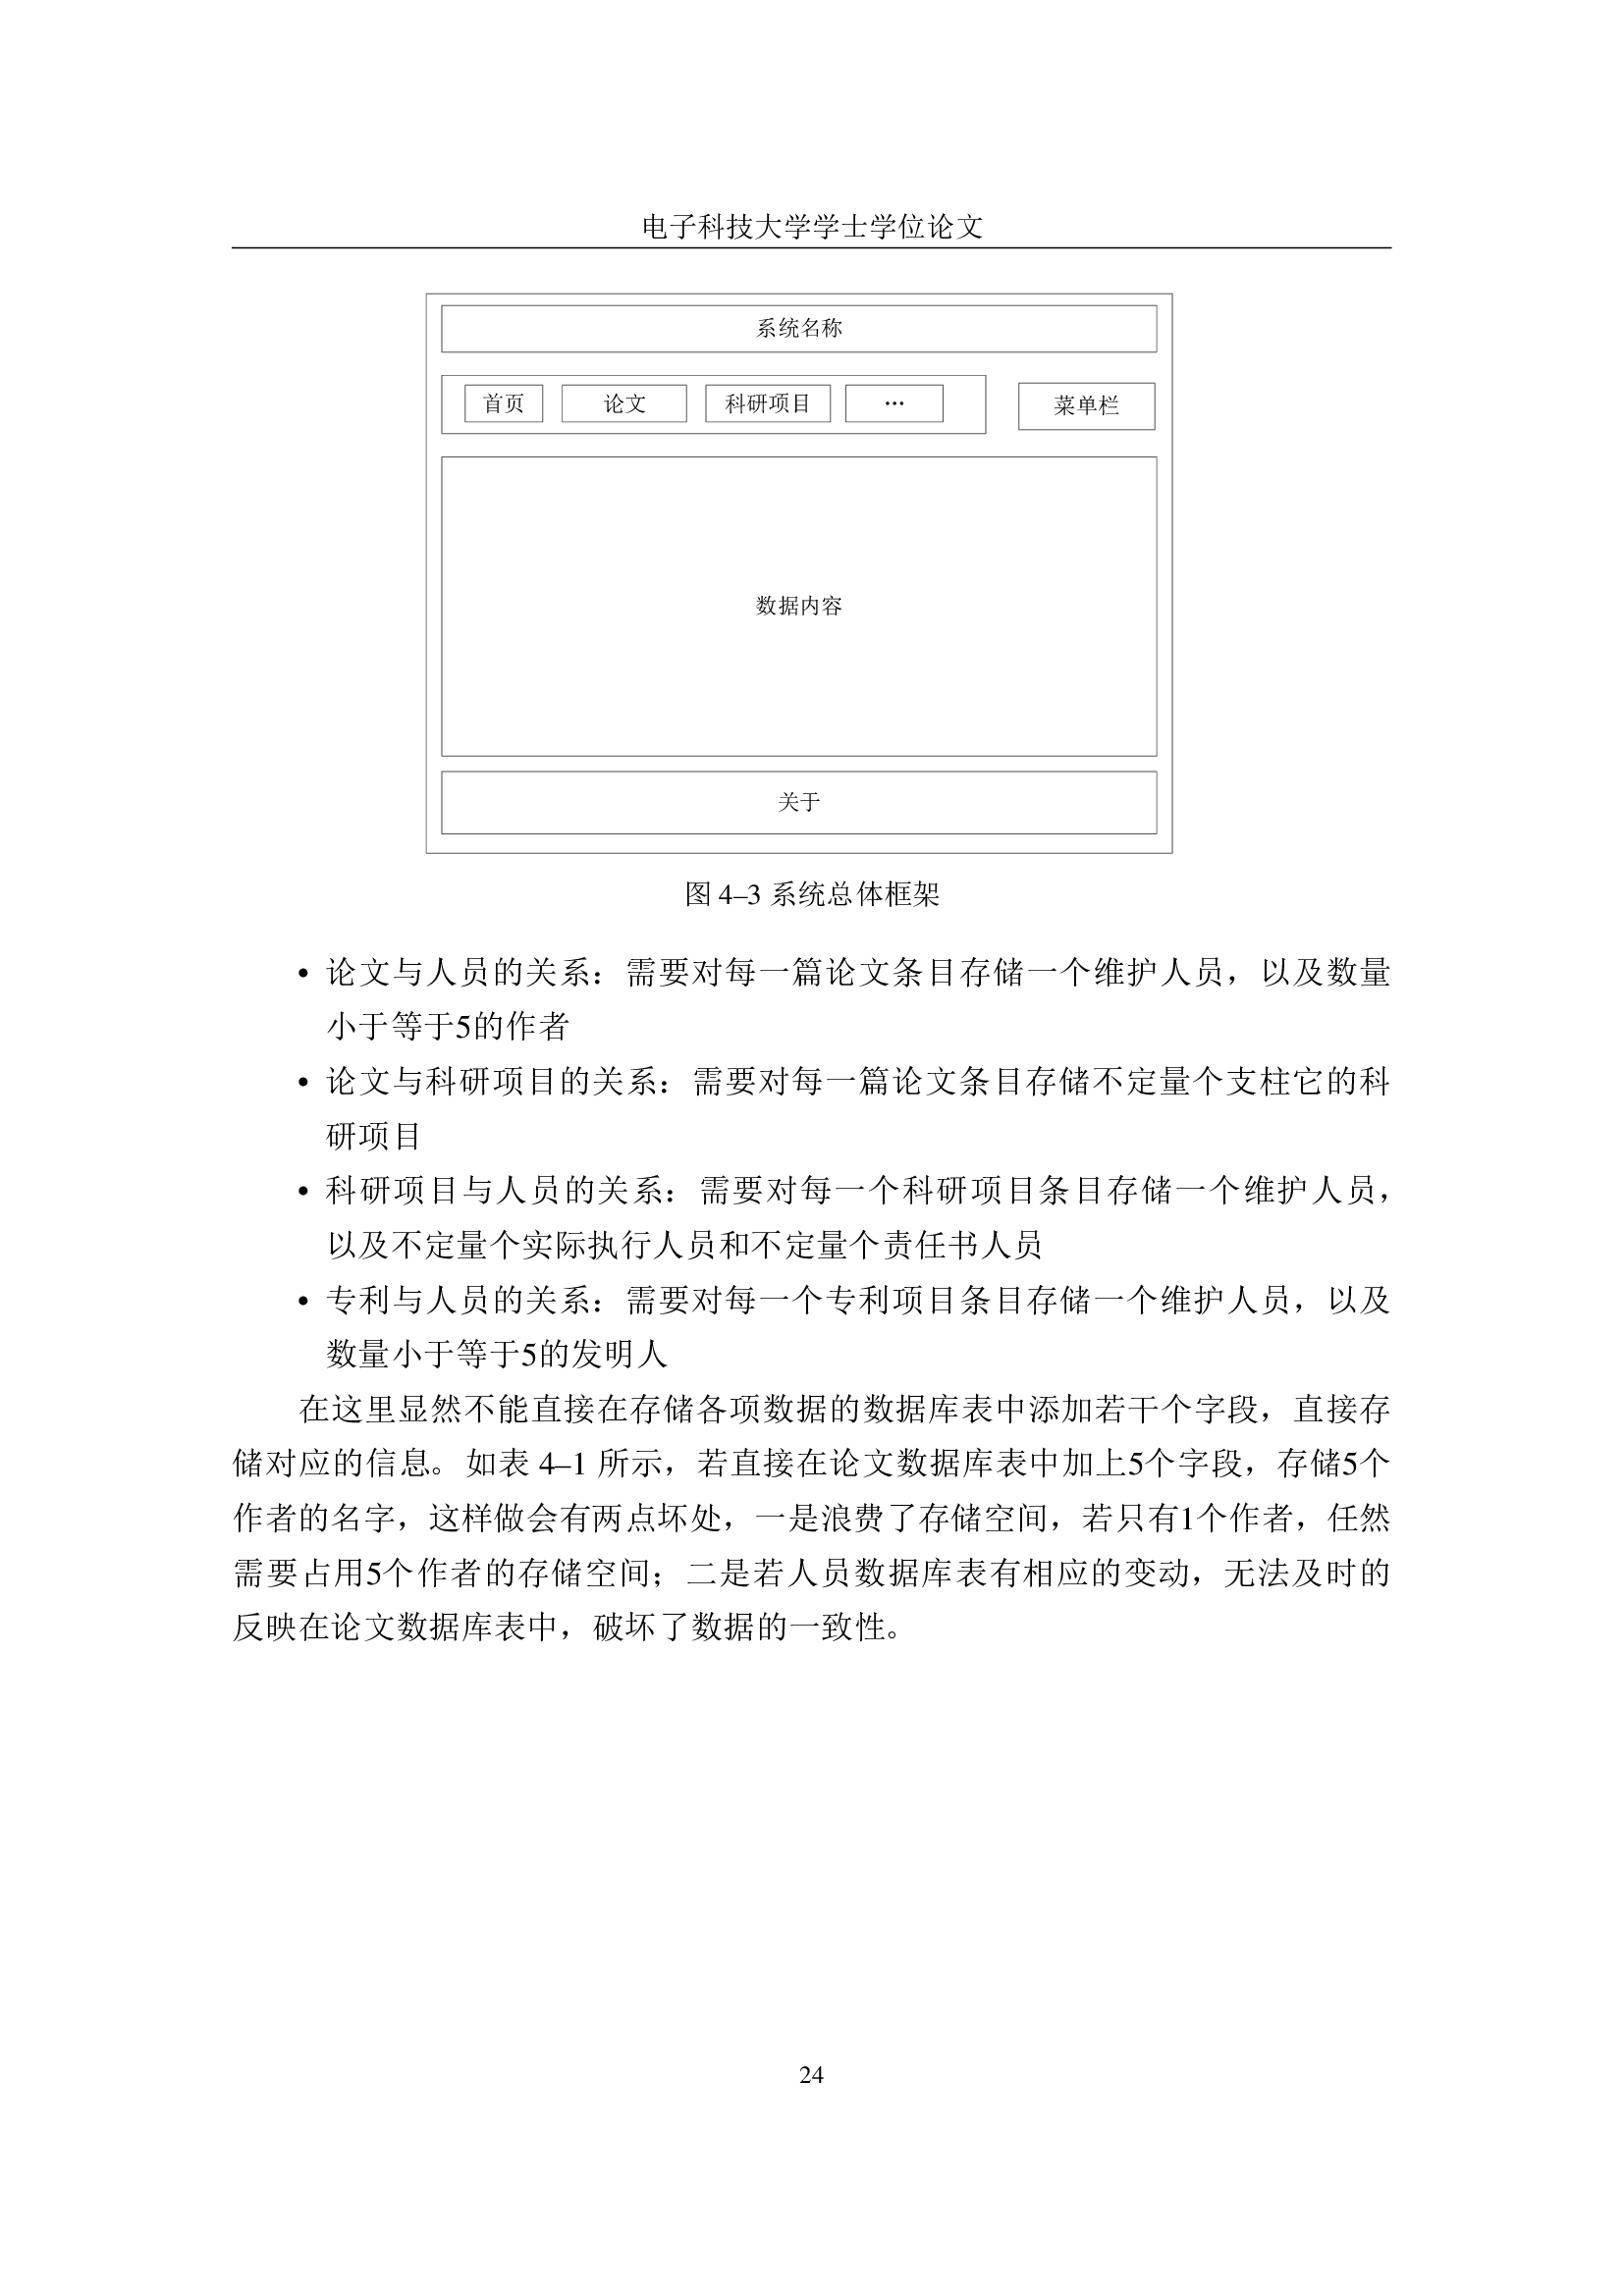 电子科技大学学士学位论文
系统名称
首页 论文 科研项目 ··· 菜单栏
数据内容
关于
图 4–3 系统总体框架
• 论文与人员的关系：需要对每一篇论文条目存储一个维护人员，以及数量
小于等于5的作者
• 论文与科研项目的关系：需要对每一篇论文条目存储不定量个支柱它的科
研项目
• 科研项目与人员的关系：需要对每一个科研项目条目存储一个维护人员，
以及不定量个实际执行人员和不定量个责任书人员
• 专利与人员的关系：需要对每一个专利项目条目存储一个维护人员，以及
数量小于等于5的发明人
在这里显然不能直接在存储各项数据的数据库表中添加若干个字段，直接存
储对应的信息。如表 4–1 所示，若直接在论文数据库表中加上5个字段，存储5个
作者的名字，这样做会有两点坏处，一是浪费了存储空间，若只有1个作者，任然
需要占用5个作者的存储空间；二是若人员数据库表有相应的变动，无法及时的
反映在论文数据库表中，破坏了数据的一致性。
24